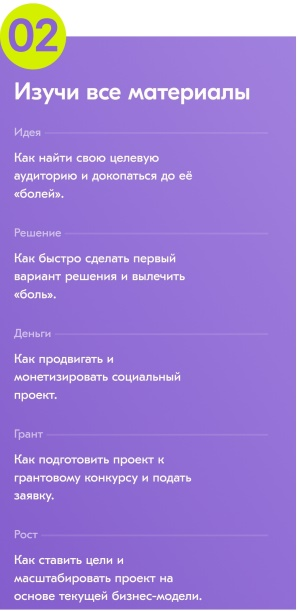 02
Изучи все материалы
Идея
Как найти свою целевую
аудиторию и докопаться до её
«болей».
Решение
Как быстро сделать первый
вариант решения и вылечить
«боль».
Деньги
Как продвигать и
монетизировать социальный
проект.
Грант
Как подготовить проект к
грантовому конкурсу и подать
заявку.
Рост
Как ставить цели и
масштабировать проект на
основе текущей бизнес-модели.